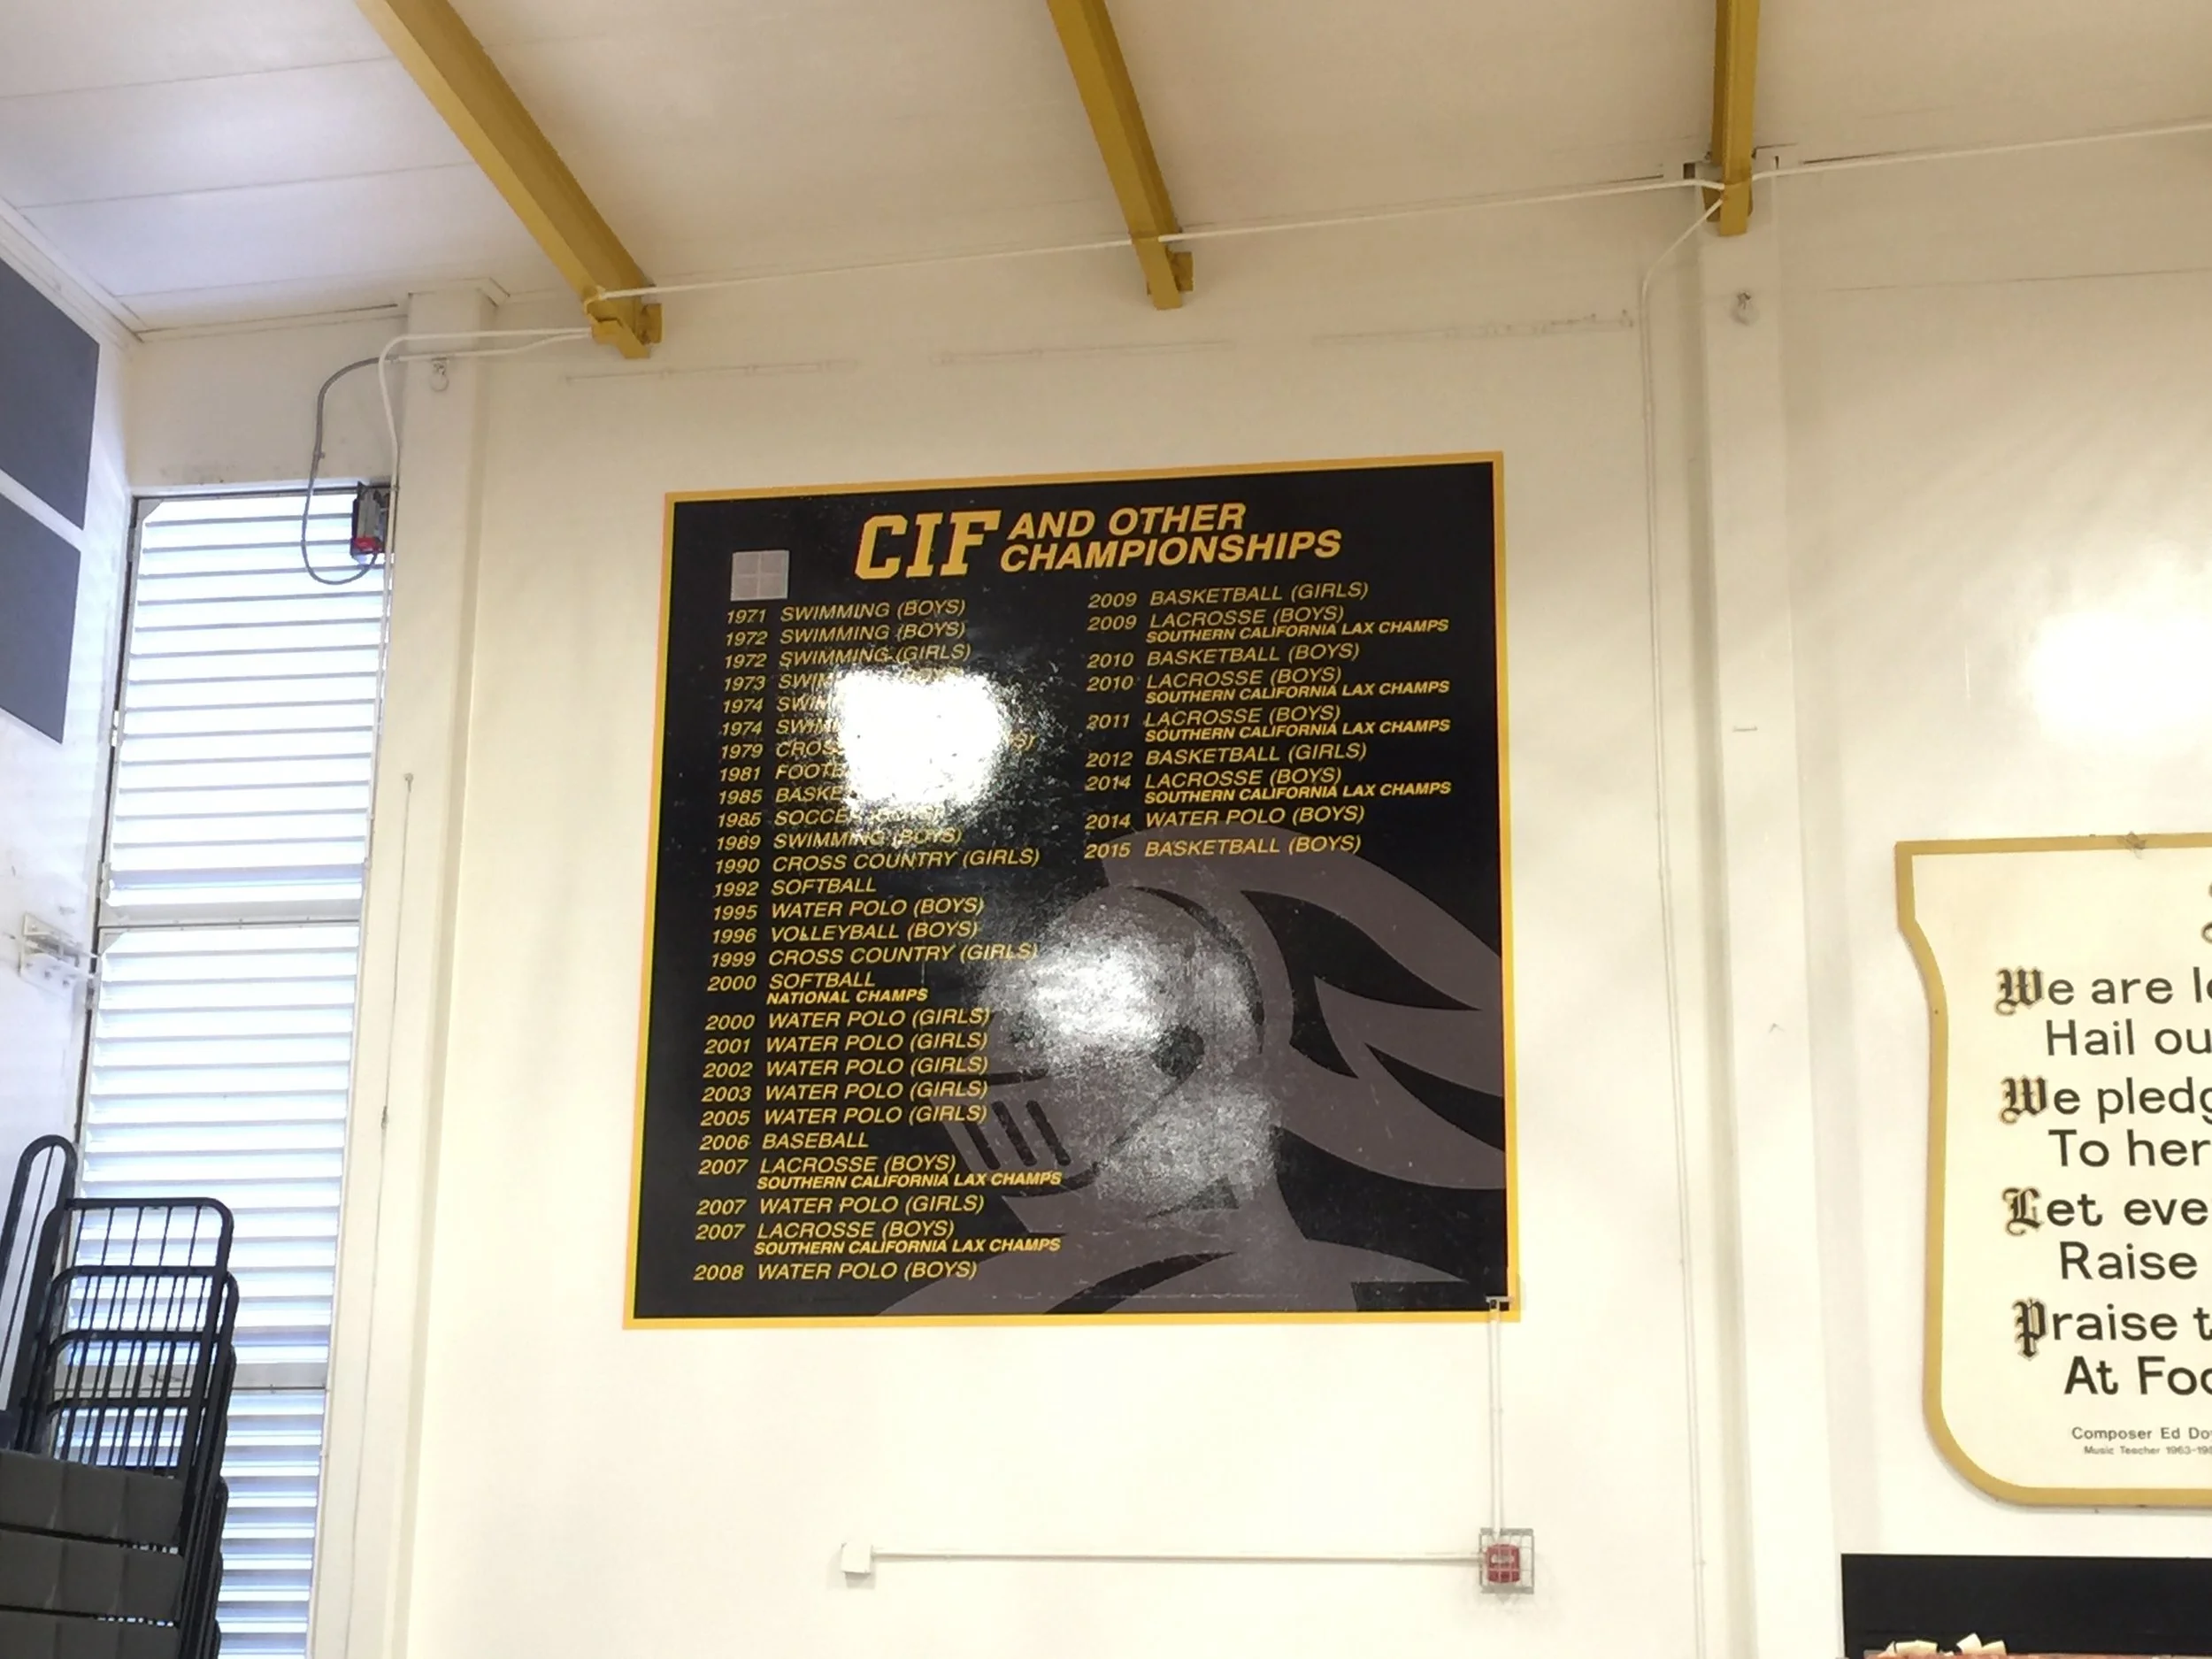 CIF AND OTHER
CHAMPIONSHIPS
1971 SWIMMING (BOYS)
1972 SWIMMING (BOYS)
1972 SWIMMING (GIRLS)
1973
1974
1974
1979
1981
1985
1985
1989 SWIMMING (BOYS)
1990 CROSS COUNTRY (GIRLS)
1992 SOFTBALL
1995 WATER POLO (BOYS)
1996 VOLLEYBALL (BOYS)
1999 CROSS COUNTRY (GIRLS)
2000 SOFTBALL
NATIONAL CHAMPS
2000 WATER POLO (GIRLS)
2001 WATER POLO (GIRLS)
2002 WATER POLO (GIRLS)
2003 WATER POLO (GIRLS)
2005 WATER POLO (GIRLS)
2006 BASEBALL
2007 LACROSSE (BOYS)
SOUTHERN CALIFORNIA LAX CHAMPS
2007 WATER POLO (GIRLS)
2007 LACROSSE (BOYS)
SOUTHERN CALIFORNIA LAX CHAMPS
2008 WATER POLO (BOYS)
2009 BASKETBALL (GIRLS)
2009 LACROSSE (BOYS)
SOUTHERN CALIFORNIA LAX CHAMPS
2010 BASKETBALL (BOYS)
2010 LACROSSE (BOYS)
SOUTHERN CALIFORNIA LAX CHAMPS
2011 LACROSSE (BOYS)
SOUTHERN CALIFORNIA LAX CHAMPS
2012 BASKETBALL (GIRLS)
2014 LACROSSE (BOYS)
SOUTHERN CALIFORNIA LAX CHAMPS
2014 WATER POLO (BOYS)
2015 BASKETBALL (BOYS)
We are
Hail
We
To her
Let
Raise
Praise
At
Composer Ed
Music Teacher